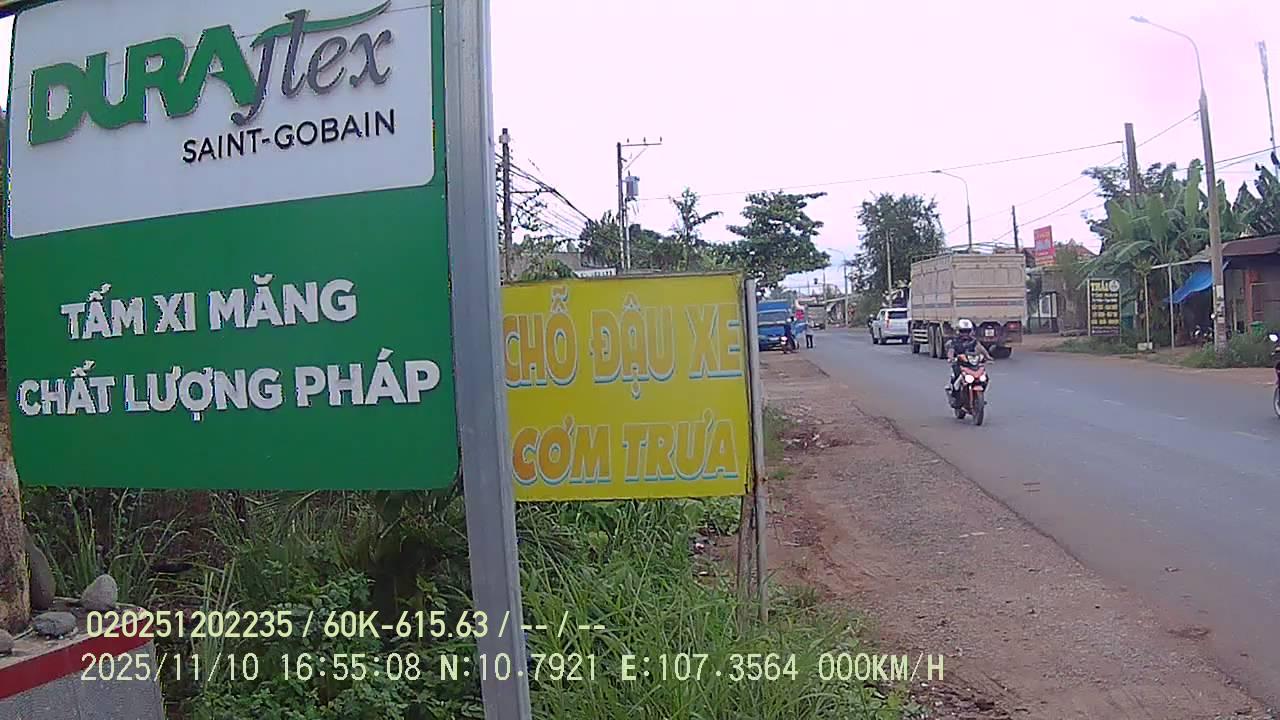 DURAflex
SAINT-GOBAIN
TẤM XI MĂNG
CHẤT LƯỢNG PHÁP
CHỖ ĐẬU XE
CƠM TRƯA
020251202235 / 60K-615.63 / -- / --
2025/11/10 16:55:08 N:10.7921 E:107.3564 000KM/H